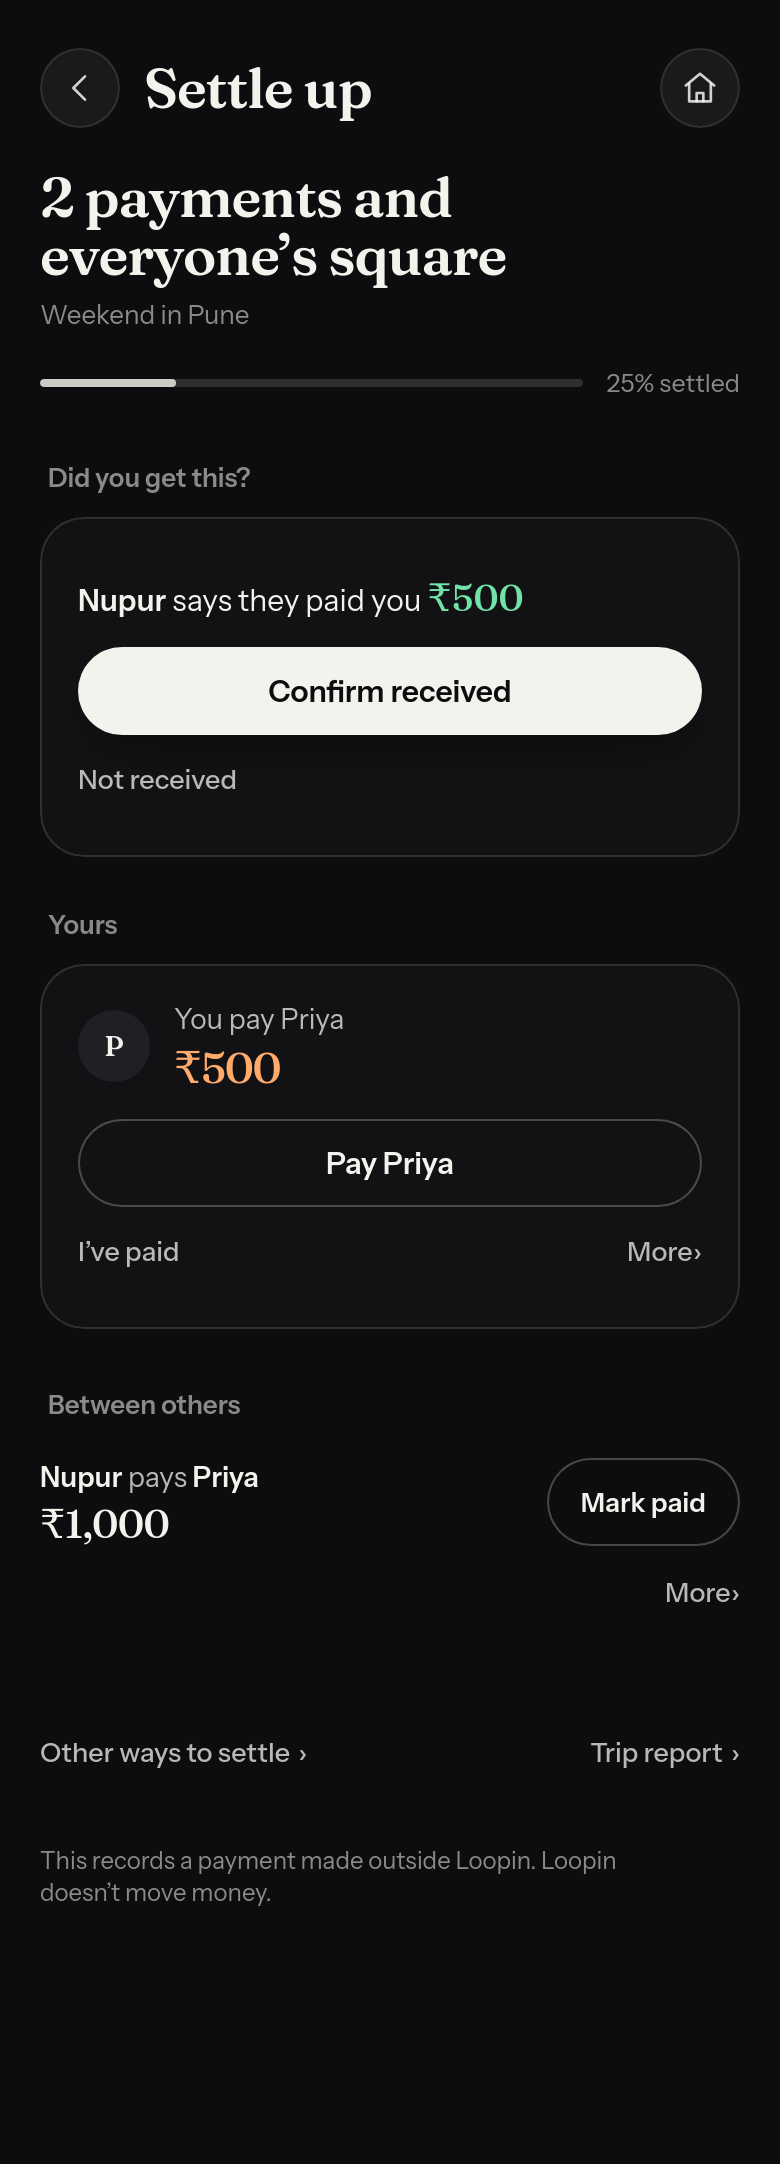 Settle up
2 payments and
everyone’s square
Weekend in Pune
25% settled
Did you get this?
Nupur says they paid you ₹500
Confirm received
Not received
Yours
P
You pay Priya
₹500
Pay Priya
I’ve paid
More›
Between others
Nupur pays Priya
₹1,000
Mark paid
More›
Other ways to settle ›
Trip report ›
This records a payment made outside Loopin. Loopin
doesn’t move money.